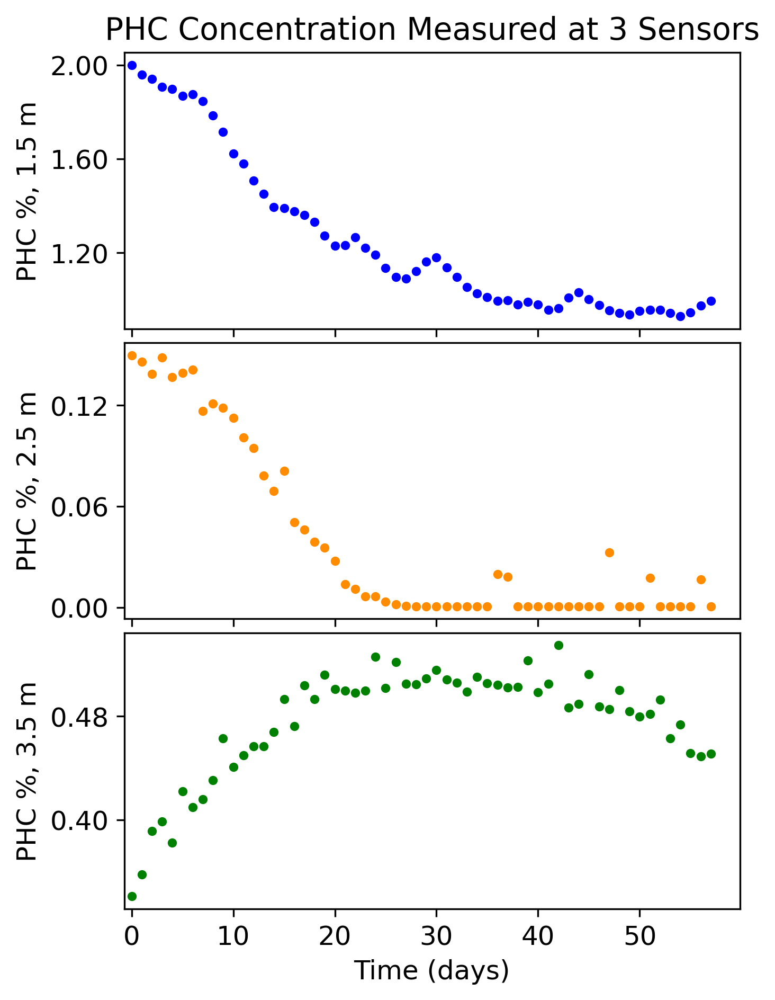 PHC Concentration Measured at 3 Sensors
PHC %, 1.5 m
2.00
1.60
1.20
PHC %, 2.5 m
0.12
0.06
0.00
PHC %, 3.5 m
0.48
0.40
0 10 20 30 40 50
Time (days)